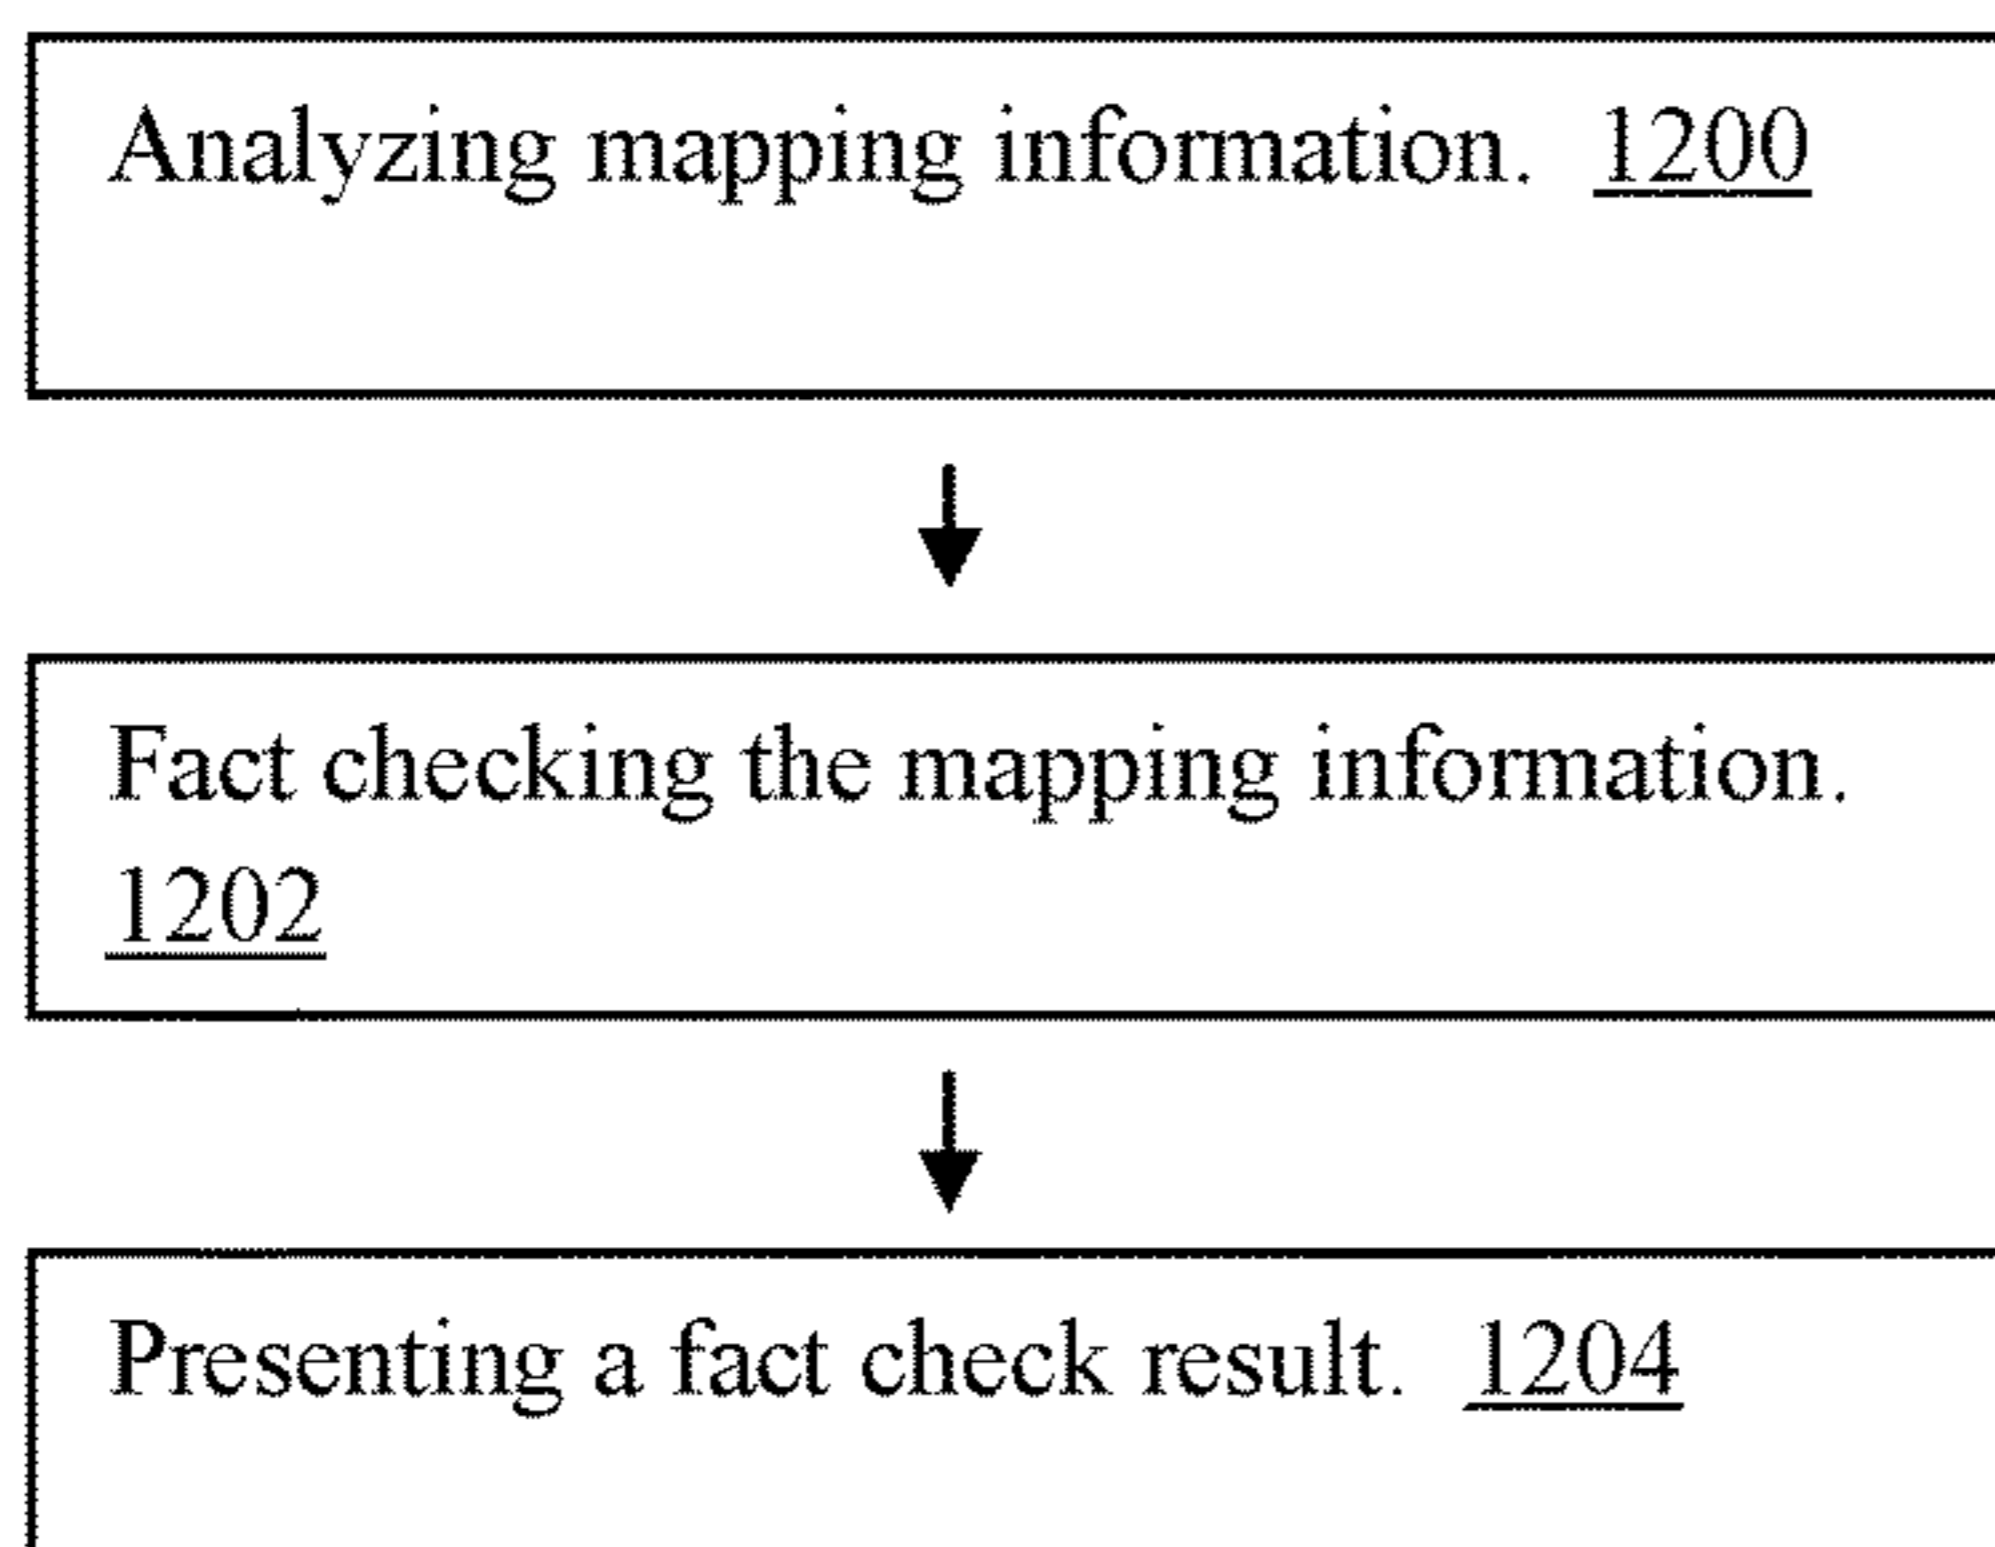 Analyzing mapping information. 1200
Fact checking the mapping information.
1202
Presenting a fact check result. 1204